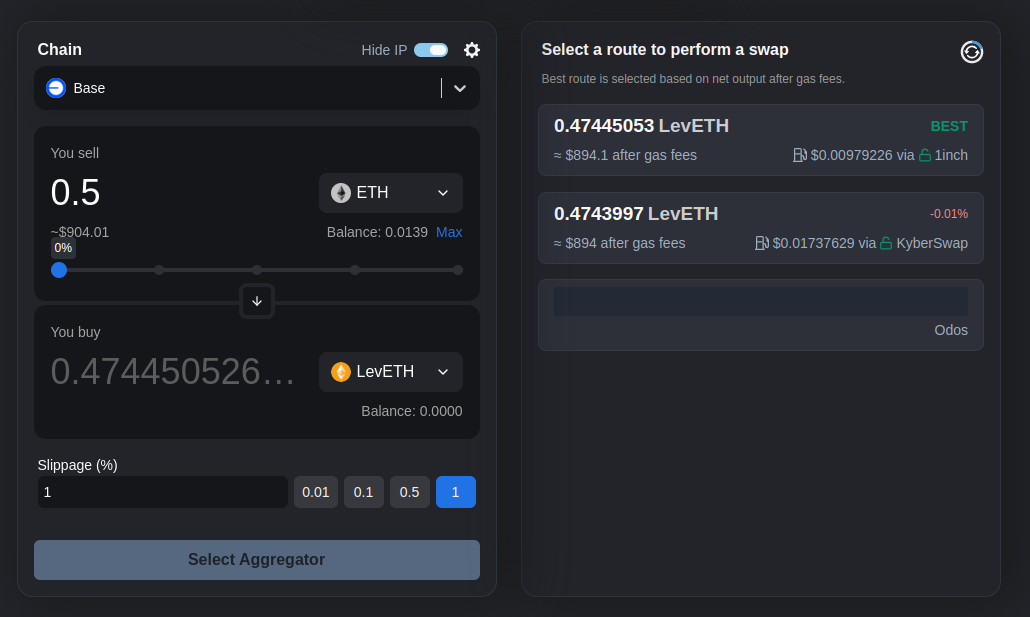 Chain
Hide IP
Base
You sell
0.5
ETH
~$904.01
Balance: 0.0139 Max
0%
You buy
0.474450526...
LevETH
Balance: 0.0000
Slippage (%)
1
0.01
0.1
0.5
1
Select Aggregator
Select a route to perform a swap
Best route is selected based on net output after gas fees.
0.47445053 LevETH
BEST
≈ $894.1 after gas fees
$0.00979226 via 1inch
0.4743997 LevETH
-0.01%
≈ $894 after gas fees
$0.01737629 via KyberSwap
Odos